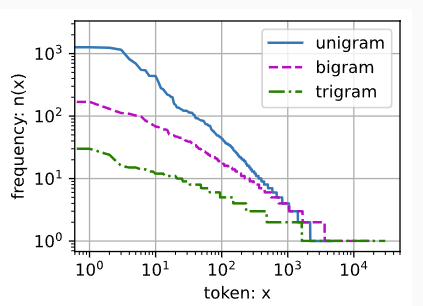 unigram
bigram
trigram
frequency: n(x)
10³
10²
10¹
10⁰
10⁰ 10¹ 10² 10³ 10⁴
token: x